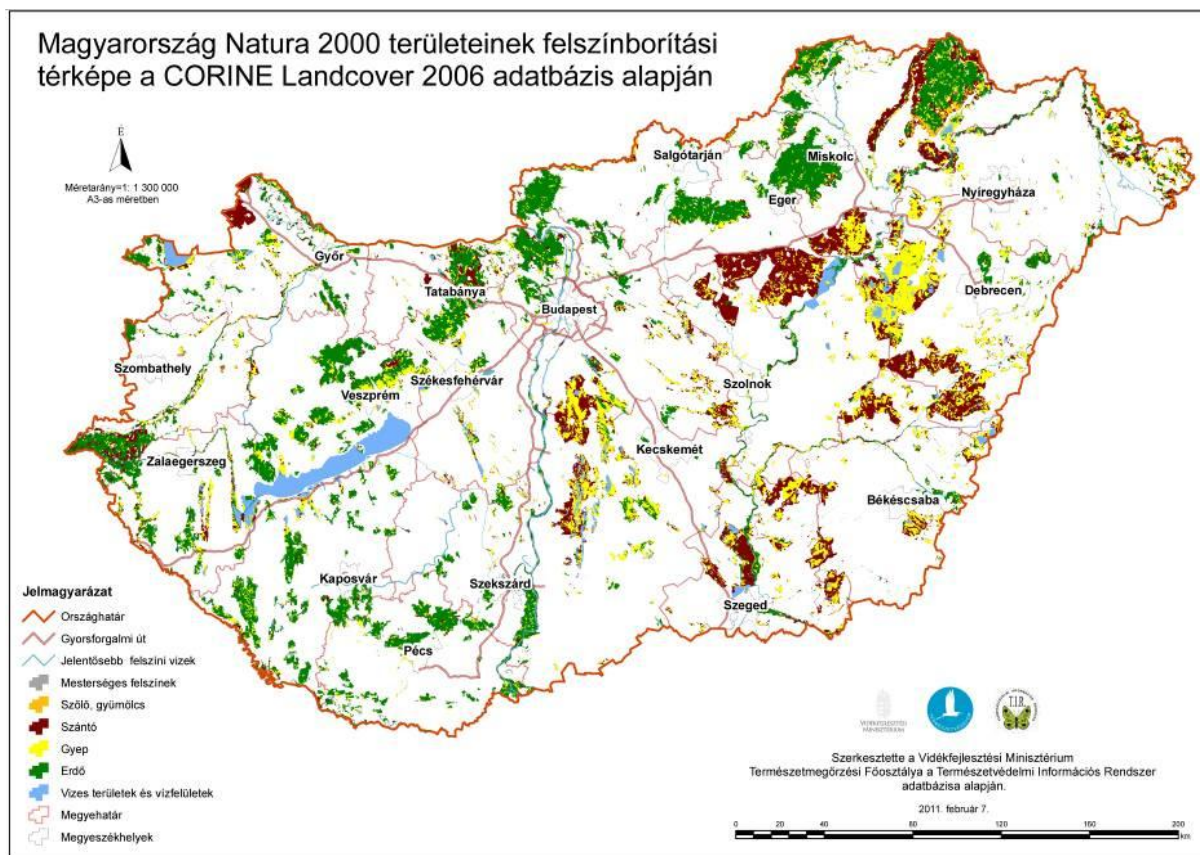 Magyarország Natura 2000 területeinek felszínborítási
térképe a CORINE Landcover 2006 adatbázis alapján
É
Méretarány=1: 1 300 000
A3-as méretben
Salgótarján
Miskolc
Nyíregyháza
Eger
Győr
Tatabánya
Budapest
Debrecen
Szombathely
Székesfehérvár
Veszprém
Szolnok
Zalaegerszeg
Kecskemét
Békéscsaba
Kaposvár
Szekszárd
Szeged
Pécs
Jelmagyarázat
Országhatár
Gyorsforgalmi út
Jelentősebb felszíni vizek
Mesterséges felszínek
Szőlő, gyümölcs
Szántó
Gyep
Erdő
Vizes területek és vízfelületek
Megyehatár
Megyeszékhelyek
VIDÉKFEJLESZTÉSI
MINISZTÉRIUM
T.I.R.
Szerkesztette a Vidékfejlesztési Minisztérium
Természetmegőrzési Főosztálya a Természetvédelmi Információs Rendszer
adatbázisa alapján.
2011. február 7.
0 20 40 80 120 160 200
km